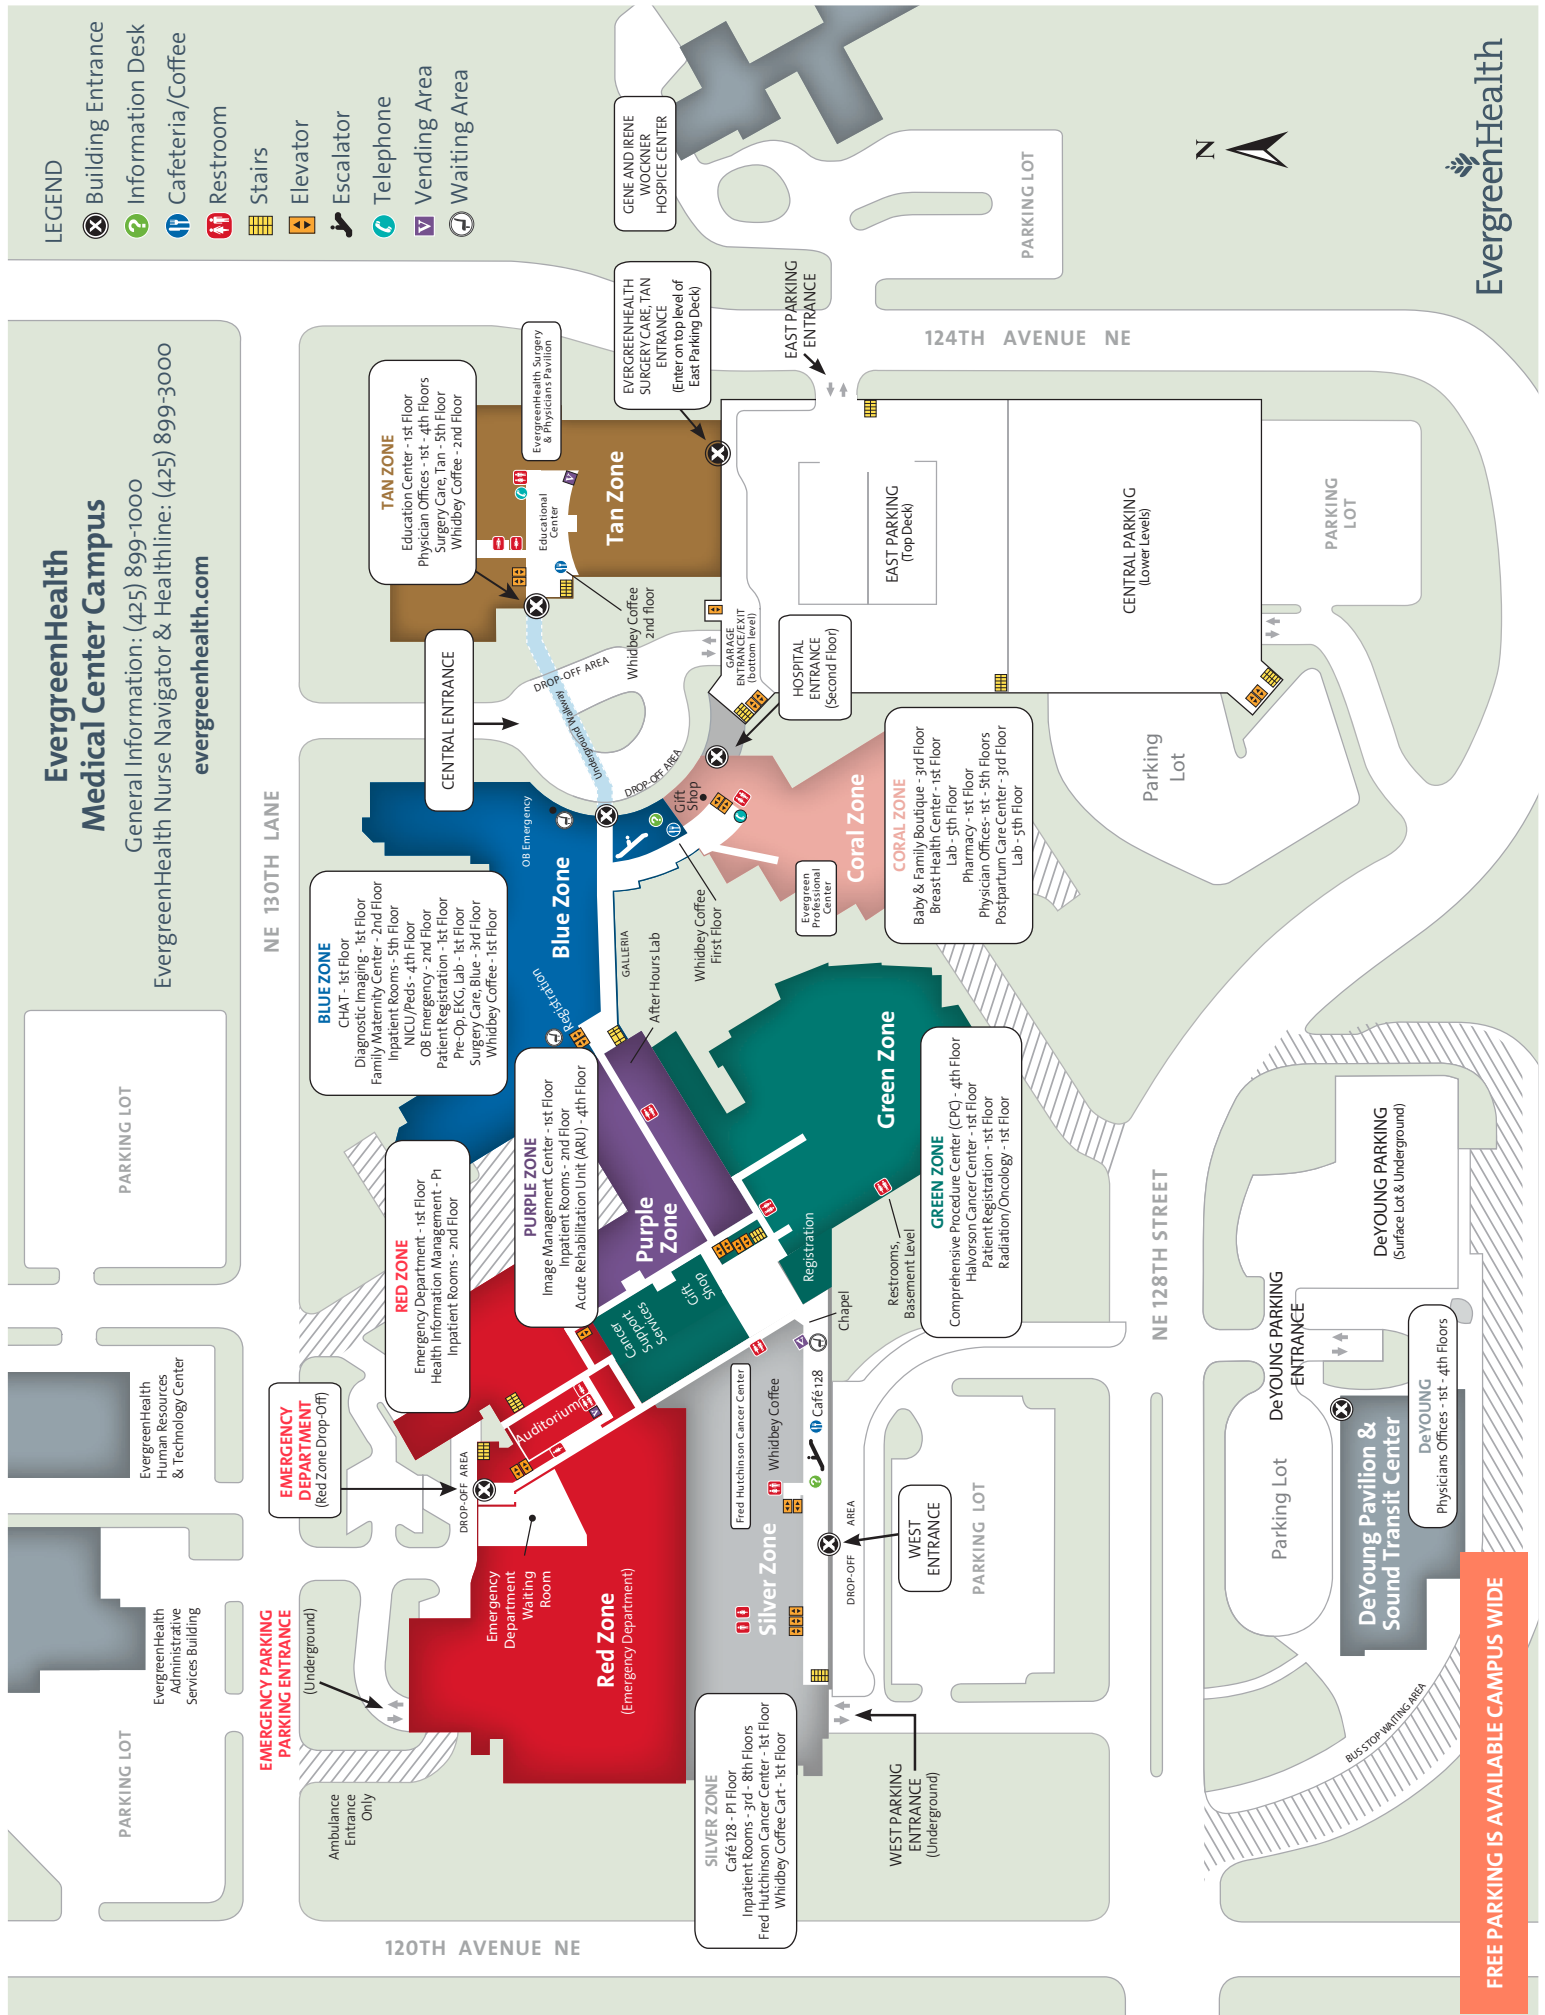 EvergreenHealth
Medical Center Campus
General Information: (425) 899-1000
EvergreenHealth Nurse Navigator & Healthline: (425) 899-3000
evergreenhealth.com
LEGEND
Building Entrance
Information Desk
Cafeteria/Coffee
Restroom
Stairs
Elevator
Escalator
Telephone
Vending Area
Waiting Area
PARKING LOT
EvergreenHealth
Administrative
Services Building
EvergreenHealth
Human Resources
& Technology Center
PARKING LOT
NE 130TH LANE
120TH AVENUE NE
EMERGENCY PARKING
PARKING ENTRANCE
(Underground)
Ambulance
Entrance
Only
EMERGENCY
DEPARTMENT
(Red Zone Drop-Off)
DROP-OFF AREA
RED ZONE
Emergency Department - 1st Floor
Health Information Management - P1
Inpatient Rooms - 2nd Floor
BLUE ZONE
CHAT - 1st Floor
Diagnostic Imaging - 1st Floor
Family Maternity Center - 2nd Floor
Inpatient Rooms - 5th Floor
NICU/Peds - 4th Floor
OB Emergency - 2nd Floor
Patient Registration - 1st Floor
Pre-Op, EKG, Lab - 1st Floor
Surgery Care, Blue - 3rd Floor
Whidbey Coffee - 1st Floor
PURPLE ZONE
Image Management Center - 1st Floor
Inpatient Rooms - 2nd Floor
Acute Rehabilitation Unit (ARU) - 4th Floor
CENTRAL ENTRANCE
TAN ZONE
Education Center - 1st Floor
Physician Offices - 1st - 4th Floors
Surgery Care, Tan - 5th Floor
Whidbey Coffee - 2nd Floor
EvergreenHealth Surgery
& Physicians Pavilion
Educational
Center
Tan Zone
Whidbey Coffee
2nd floor
DROP-OFF AREA
Underground Walkway
DROP-OFF AREA
OB Emergency
Blue Zone
Registration
GALLERIA
After Hours Lab
Whidbey Coffee
First Floor
Gift
Shop
Coral Zone
Evergreen
Professional
Center
HOSPITAL
ENTRANCE
(Second Floor)
GARAGE
ENTRANCE/EXIT
(bottom level)
EVERGREENHEALTH
SURGERY CARE, TAN
ENTRANCE
(Enter on top level of
East Parking Deck)
GENE AND IRENE
WOCKNER
HOSPICE CENTER
EAST PARKING
ENTRANCE
PARKING LOT
124TH AVENUE NE
EAST PARKING
(Top Deck)
CENTRAL PARKING
(Lower Levels)
PARKING
LOT
Parking
Lot
CORAL ZONE
Baby & Family Boutique - 3rd Floor
Breast Health Center - 1st Floor
Lab - 5th Floor
Pharmacy - 1st Floor
Physician Offices - 1st - 5th Floors
Postpartum Care Center - 3rd Floor
Lab - 5th Floor
Purple
Zone
Green Zone
Emergency
Department
Waiting
Room
Auditorium
Red Zone
(Emergency Department)
Cancer
Support
Services
Gift
Shop
Registration
Chapel
Restrooms,
Basement Level
GREEN ZONE
Comprehensive Procedure Center (CPC) - 4th Floor
Halvorson Cancer Center - 1st Floor
Patient Registration - 1st Floor
Radiation/Oncology - 1st Floor
Fred Hutchinson Cancer Center
Whidbey Coffee
Café 128
Silver Zone
SILVER ZONE
Café 128 - P1 Floor
Inpatient Rooms - 3rd - 8th Floors
Fred Hutchinson Cancer Center - 1st Floor
Whidbey Coffee Cart - 1st Floor
DROP-OFF AREA
WEST
ENTRANCE
WEST PARKING
ENTRANCE
(Underground)
PARKING LOT
NE 128TH STREET
Parking Lot
DeYOUNG PARKING
ENTRANCE
DeYOUNG PARKING
(Surface Lot & Underground)
DeYoung Pavilion &
Sound Transit Center
DeYOUNG
Physicians Offices - 1st - 4th Floors
BUS STOP WAITING AREA
FREE PARKING IS AVAILABLE CAMPUS WIDE
N
EvergreenHealth